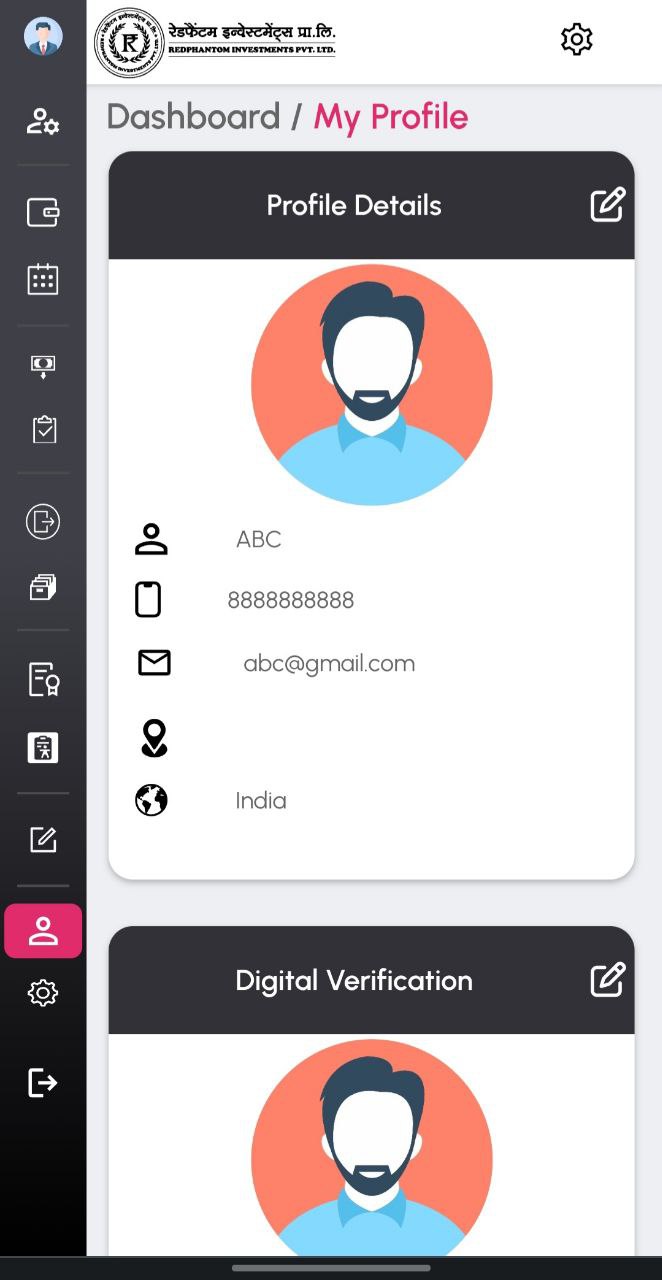 रेडफैंटम इन्वेस्टमेंट्स प्रा.लि.
REDPHANTOM INVESTMENTS PVT. LTD.
Dashboard / My Profile
Profile Details
ABC
8888888888
abc@gmail.com
India
Digital Verification